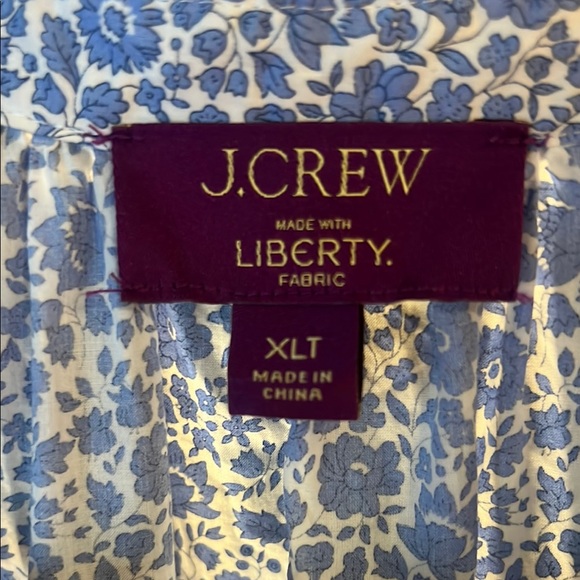 J.CREW
MADE WITH
LIBERTY.
FABRIC
XLT
MADE IN
CHINA